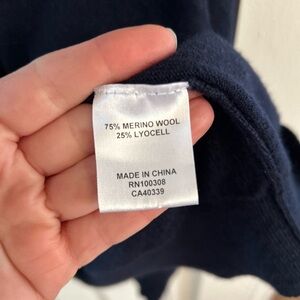 75% MERINO WOOL
25% LYOCELL
MADE IN CHINA
RN100308
CA40339